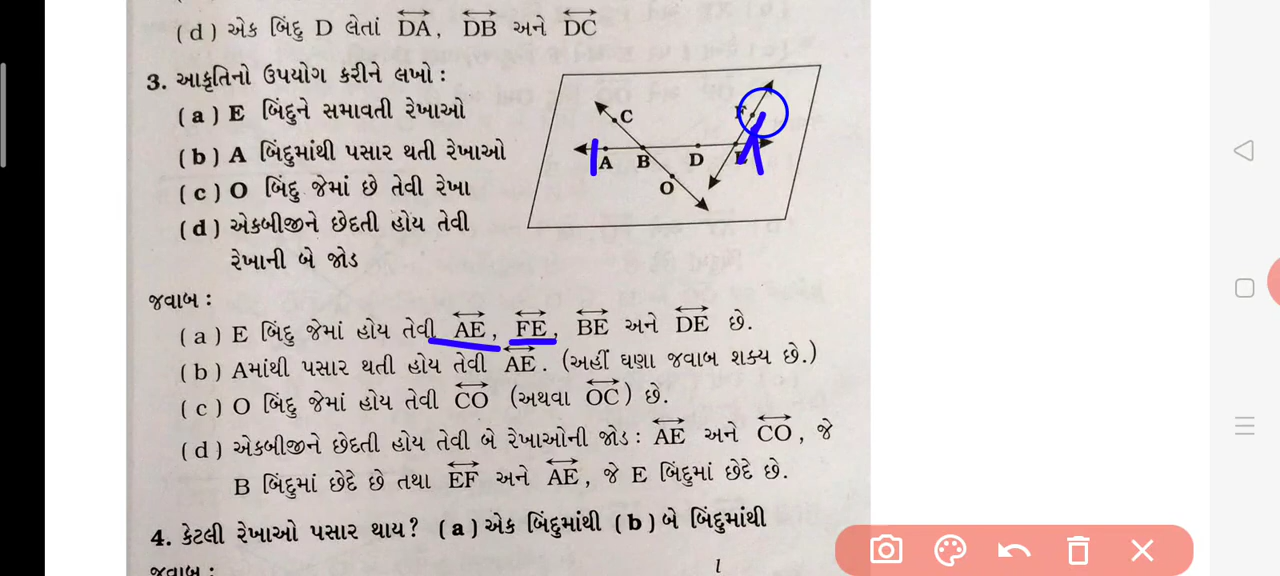 (d) એક બિંદુ D લેતાં DA, DB અને DC
3. આકૃતિનો ઉપયોગ કરીને લખો :
(a) E બિંદુને સમાવતી રેખાઓ
(b) A બિંદુમાંથી પસાર થતી રેખાઓ
(c) O બિંદુ જેમાં છે તેવી રેખા
(d) એકબીજીને છેદતી હોય તેવી
રેખાની બે જોડ
C
F
A B D E
O
જવાબ :
(a) E બિંદુ જેમાં હોય તેવી AE, FE, BE અને DE છે.
(b) Aમાંથી પસાર થતી હોય તેવી AE. (અહીં ઘણા જવાબ શક્ય છે.)
(c) O બિંદુ જેમાં હોય તેવી CO (અથવા OC) છે.
(d) એકબીજીને છેદતી હોય તેવી બે રેખાઓની જોડ : AE અને CO, જે
B બિંદુમાં છેદે છે તથા EF અને AE, જે E બિંદુમાં છેદે છે.
4. કેટલી રેખાઓ પસાર થાય? (a) એક બિંદુમાંથી (b) બે બિંદુમાંથી
જવાબ :
l